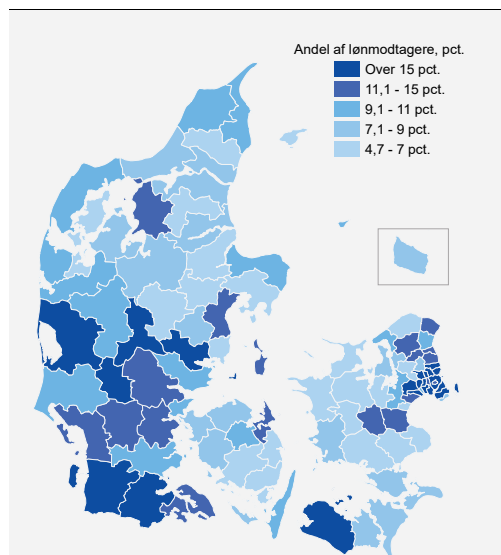 Andel af lønmodtagere, pct.
Over 15 pct.
11,1 - 15 pct.
9,1 - 11 pct.
7,1 - 9 pct.
4,7 - 7 pct.